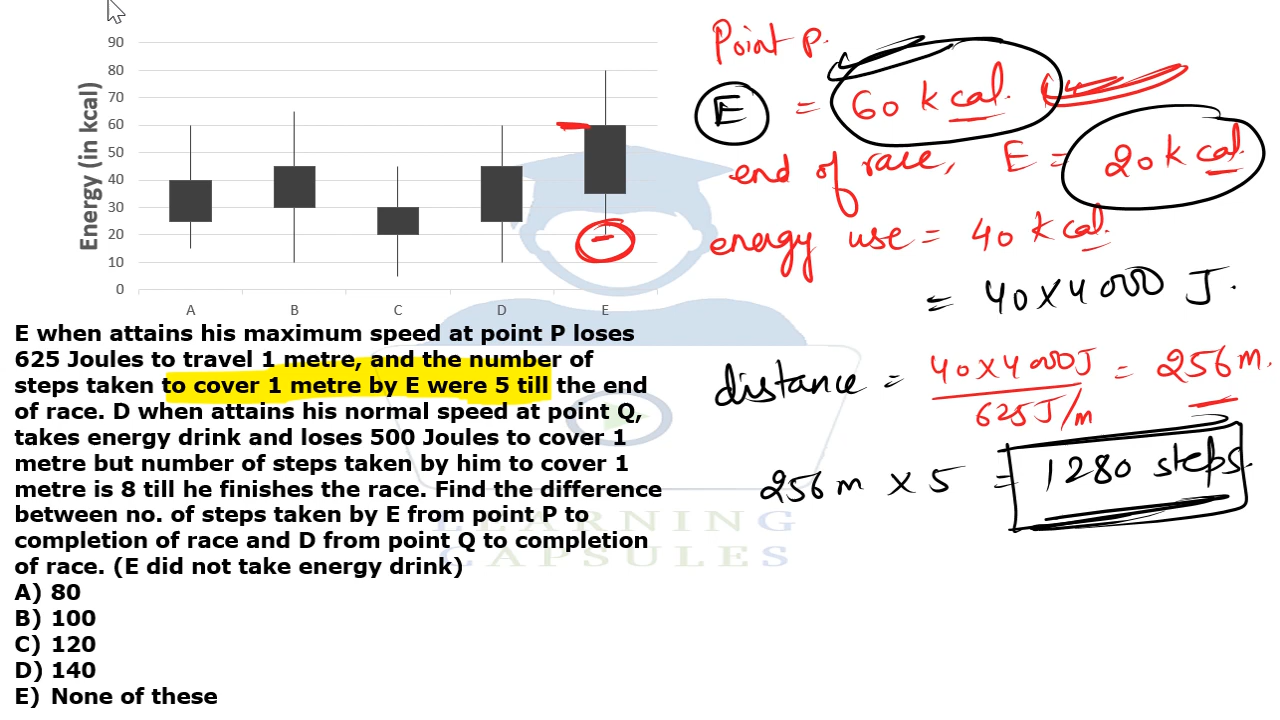 90
80
70
60
50
40
30
20
10
0
Energy (in kcal)
A B C D E
E when attains his maximum speed at point P loses
625 Joules to travel 1 metre, and the number of
steps taken to cover 1 metre by E were 5 till the end
of race. D when attains his normal speed at point Q,
takes energy drink and loses 500 Joules to cover 1
metre but number of steps taken by him to cover 1
metre is 8 till he finishes the race. Find the difference
between no. of steps taken by E from point P to
completion of race and D from point Q to completion
of race. (E did not take energy drink)
A) 80
B) 100
C) 120
D) 140
E) None of these
Point P.
E = 60 k cal.
end of race, E = 20 k cal
energy use = 40 k cal.
= 40 x 4000 J.
distance = 40 x 4000J / 625 J/m = 256 m.
256 m x 5 = 1280 steps.
LEARNING
CAPSULES